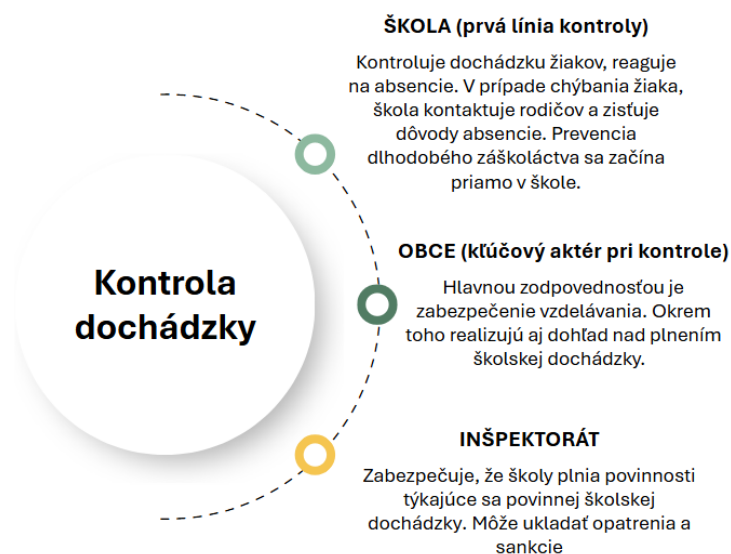 ŠKOLA (prvá línia kontroly)
Kontroluje dochádzku žiakov, reaguje
na absencie. V prípade chýbania žiaka,
škola kontaktuje rodičov a zisťuje
dôvody absencie. Prevencia
dlhodobého záškoláctva sa začína
priamo v škole.
Kontrola
dochádzky
OBCE (kľúčový aktér pri kontrole)
Hlavnou zodpovednosťou je
zabezpečenie vzdelávania. Okrem
toho realizujú aj dohľad nad plnením
školskej dochádzky.
INŠPEKTORÁT
Zabezpečuje, že školy plnia povinnosti
týkajúce sa povinnej školskej
dochádzky. Môže ukladať opatrenia a
sankcie